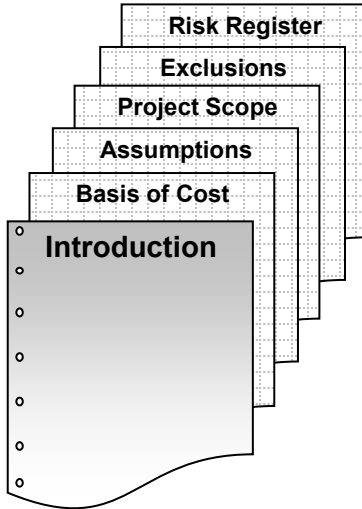 Risk Register
Exclusions
Project Scope
Assumptions
Basis of Cost
Introduction